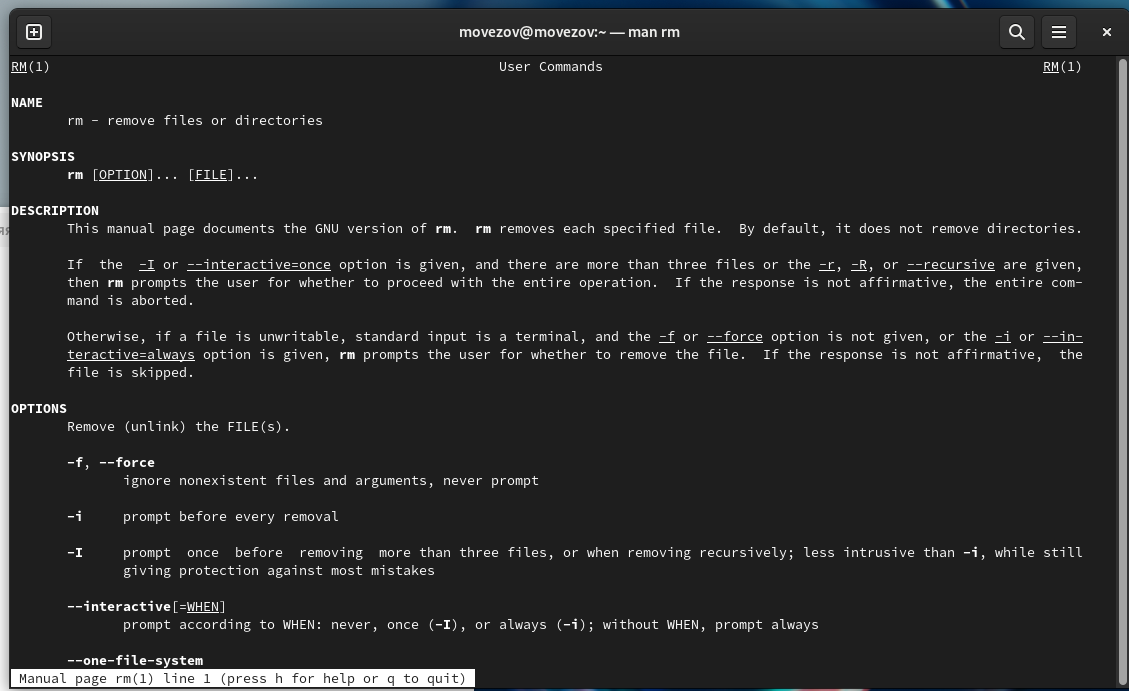 movezov@movezov:~ — man rm
RM(1) User Commands RM(1)
NAME
rm - remove files or directories
SYNOPSIS
rm [OPTION]... [FILE]...
DESCRIPTION
This manual page documents the GNU version of rm.  rm removes each specified file.  By default, it does not remove directories.
If  the  -I or --interactive=once option is given, and there are more than three files or the -r, -R, or --recursive are given,
then rm prompts the user for whether to proceed with the entire operation.  If the response is not affirmative, the entire com-
mand is aborted.
Otherwise, if a file is unwritable, standard input is a terminal, and the -f or --force option is not given, or the -i or --in-
teractive=always option is given, rm prompts the user for whether to remove the file.  If the response is not affirmative,  the
file is skipped.
OPTIONS
Remove (unlink) the FILE(s).
-f, --force
ignore nonexistent files and arguments, never prompt
-i     prompt before every removal
-I     prompt  once  before  removing  more than three files, or when removing recursively; less intrusive than -i, while still
giving protection against most mistakes
--interactive[=WHEN]
prompt according to WHEN: never, once (-I), or always (-i); without WHEN, prompt always
--one-file-system
Manual page rm(1) line 1 (press h for help or q to quit)